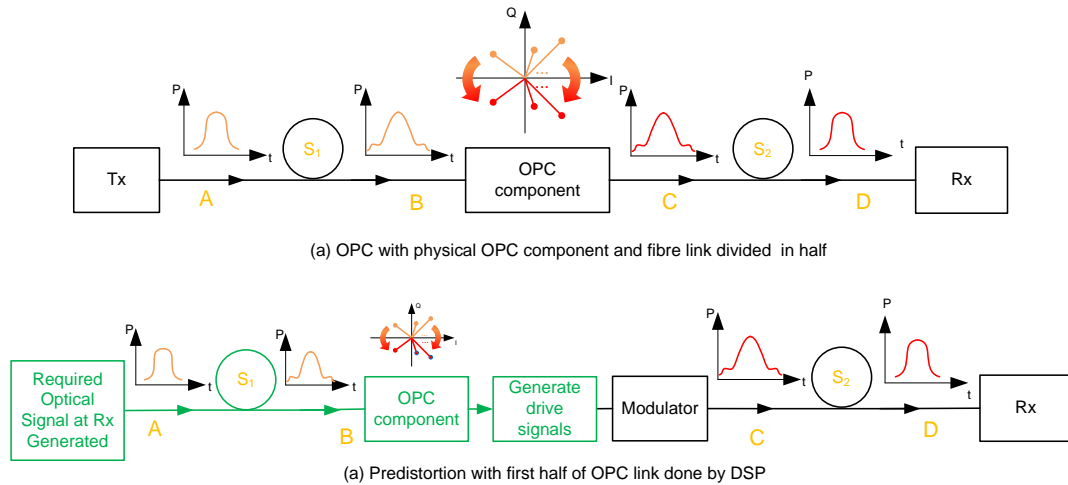 Q
I
...
...
P
t
P
t
P
t
P
t
S₁
S₂
Tx
OPC
component
Rx
A
B
C
D
(a) OPC with physical OPC component and fibre link divided in half
Q
I
...
...
P
t
P
t
P
t
P
t
S₁
S₂
Required
Optical
Signal at Rx
Generated
OPC
component
Generate
drive
signals
Modulator
Rx
A
B
C
D
(a) Predistortion with first half of OPC link done by DSP